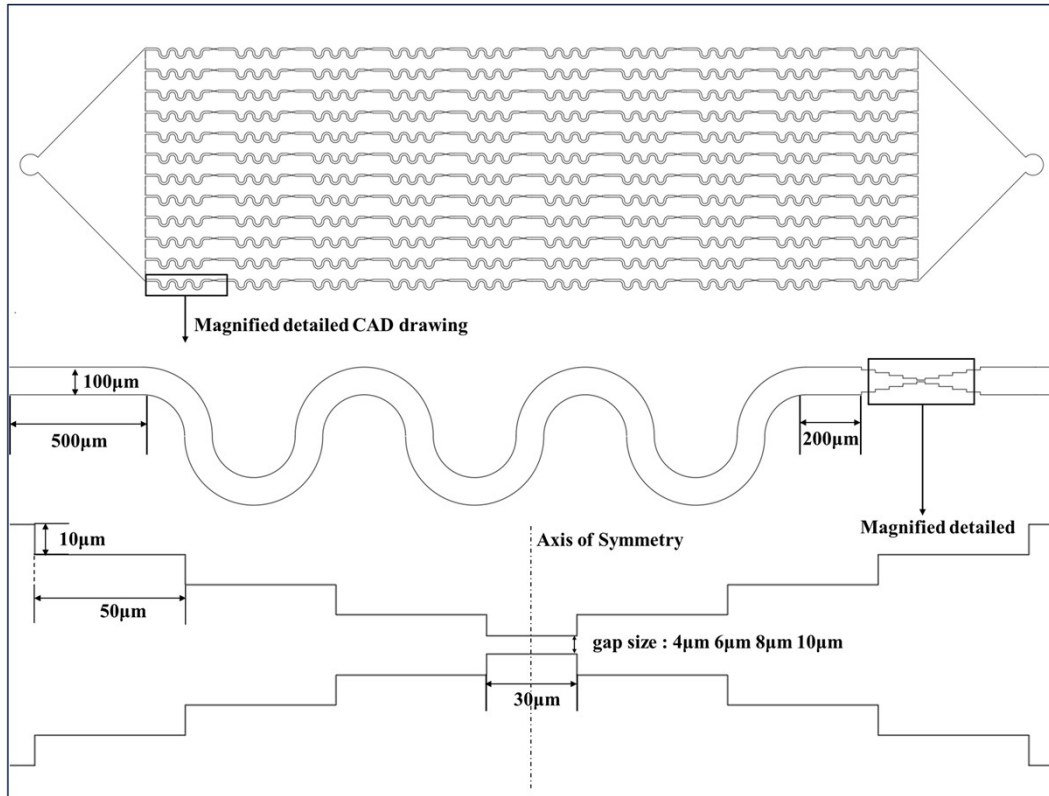 Magnified detailed CAD drawing
100μm
500μm
200μm
Magnified detailed
10μm
Axis of Symmetry
50μm
gap size : 4μm 6μm 8μm 10μm
30μm